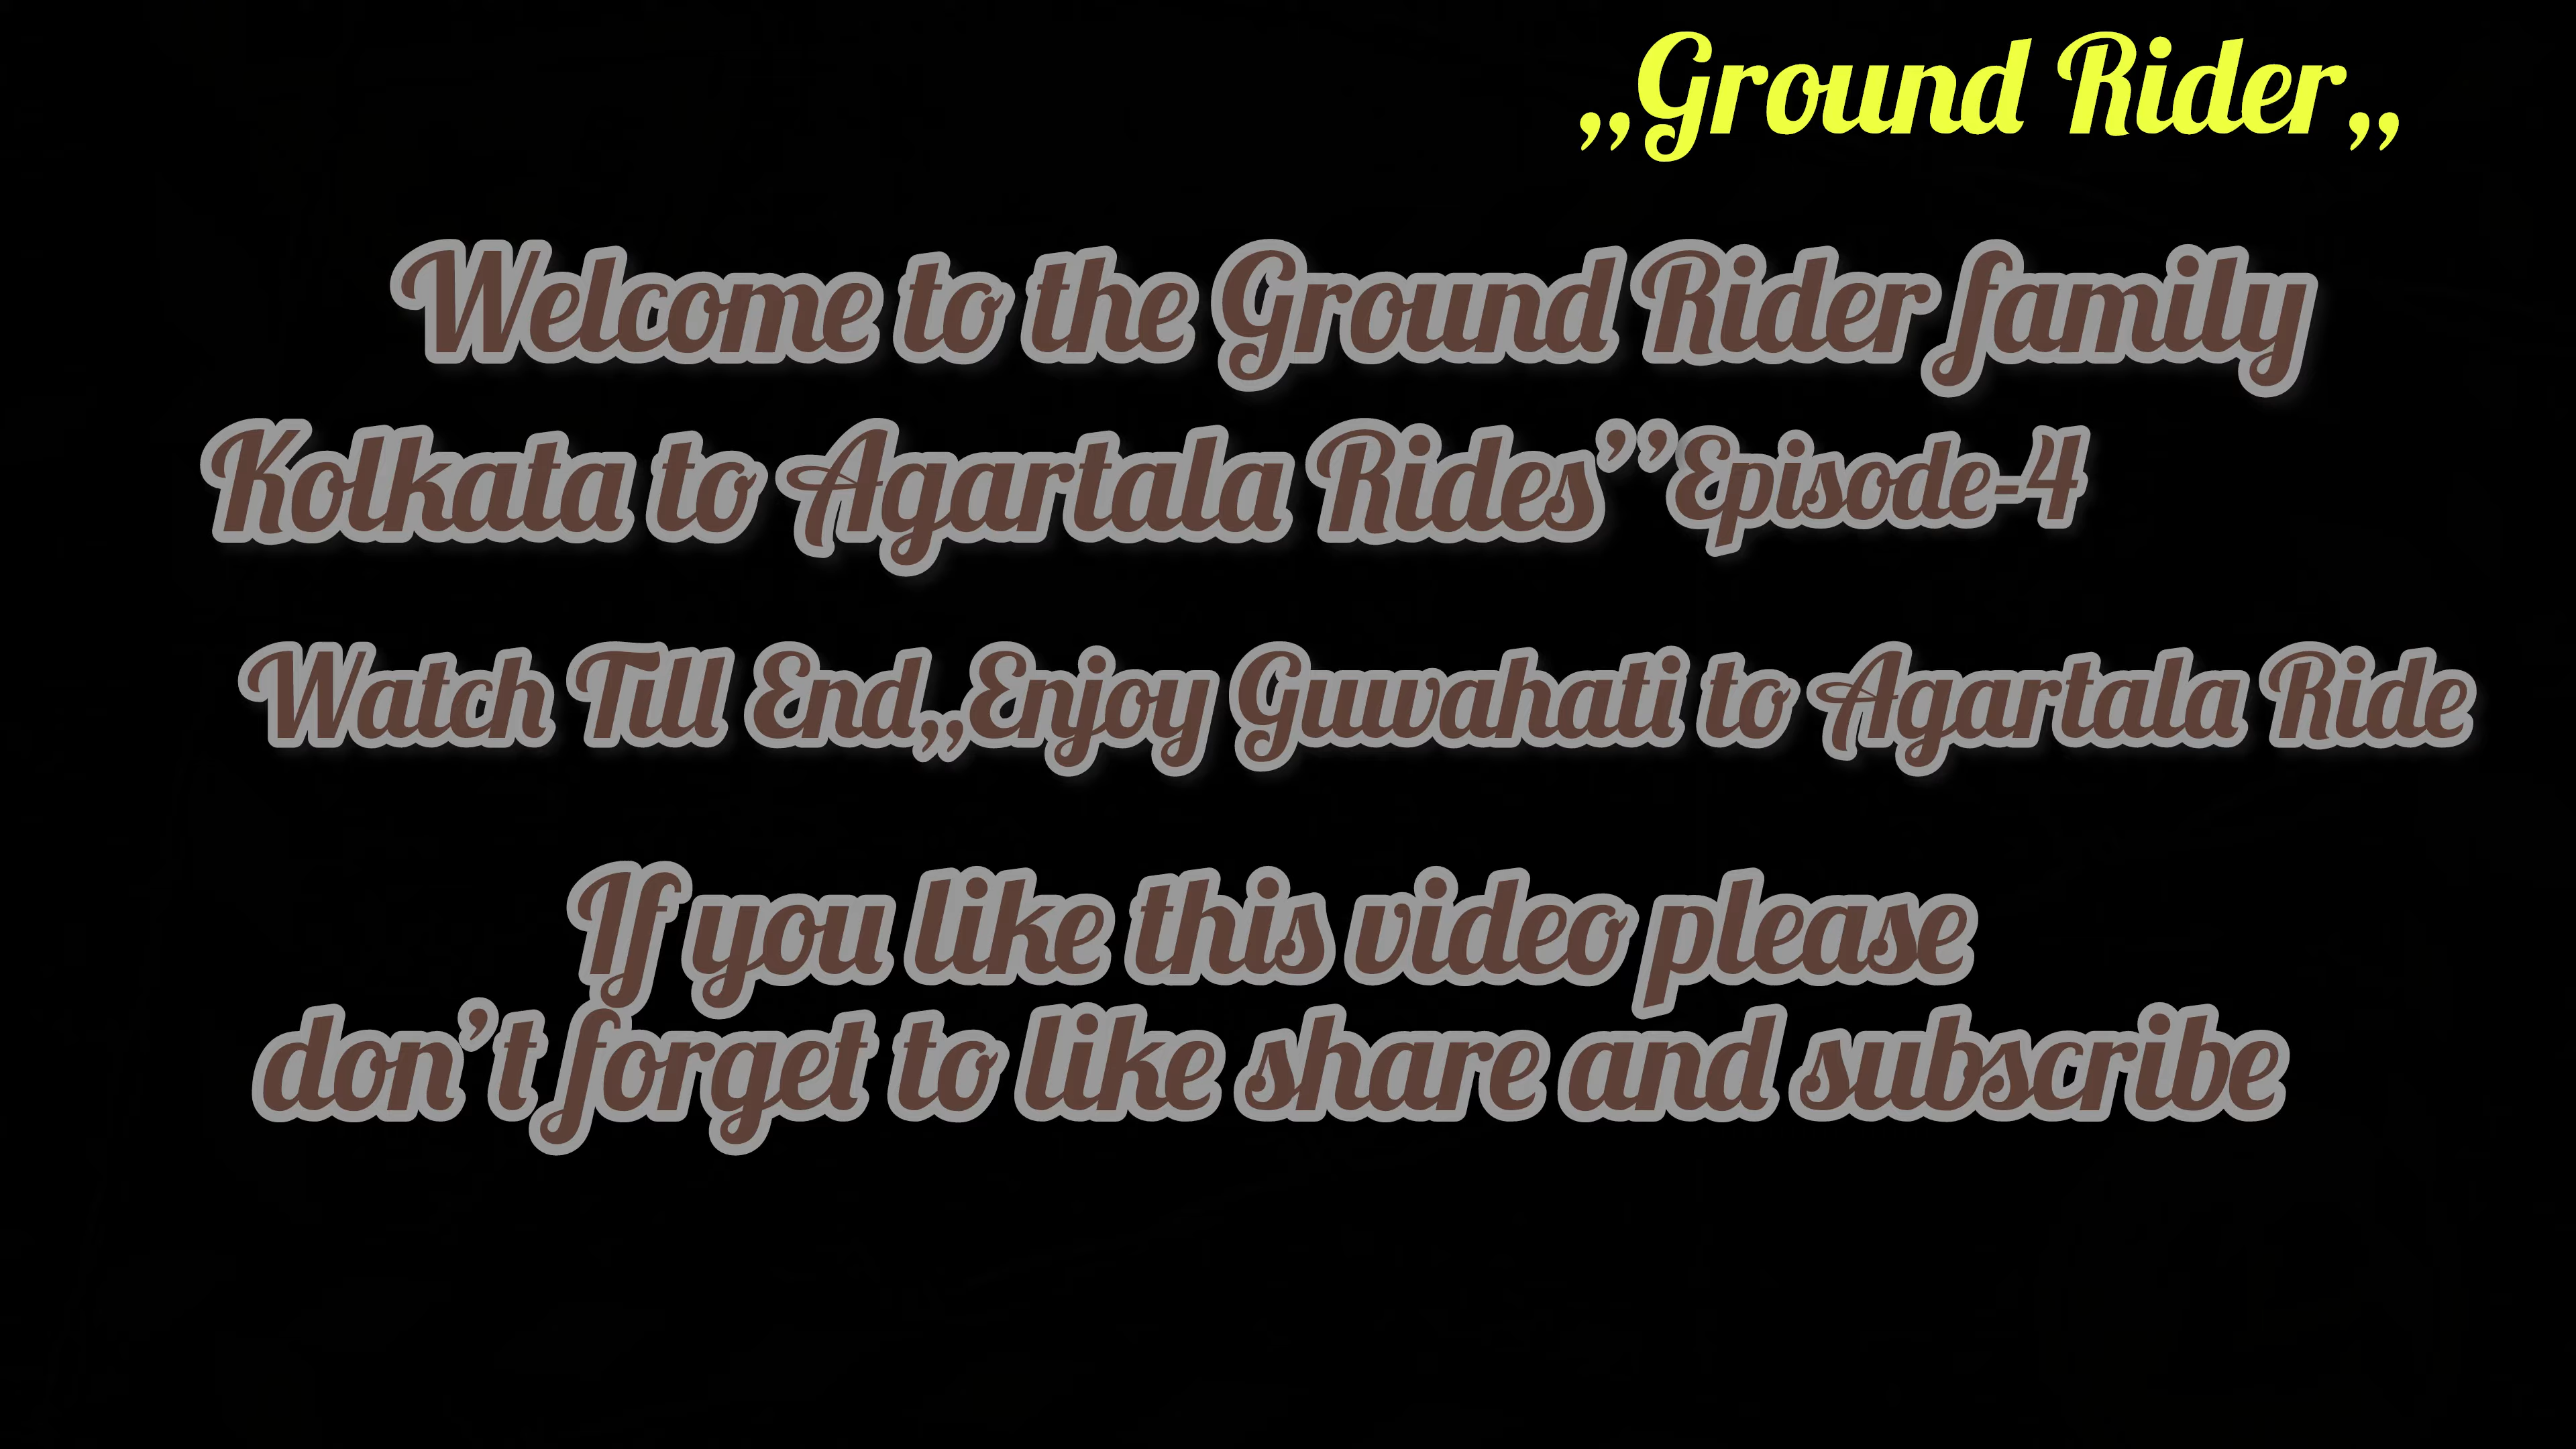 ,,Ground Rider,,
Welcome to the Ground Rider family
Kolkata to Agartala Rides’’Episode-4
Watch Till End,,Enjoy Guwahati to Agartala Ride
If you like this video please
don’t forget to like share and subscribe